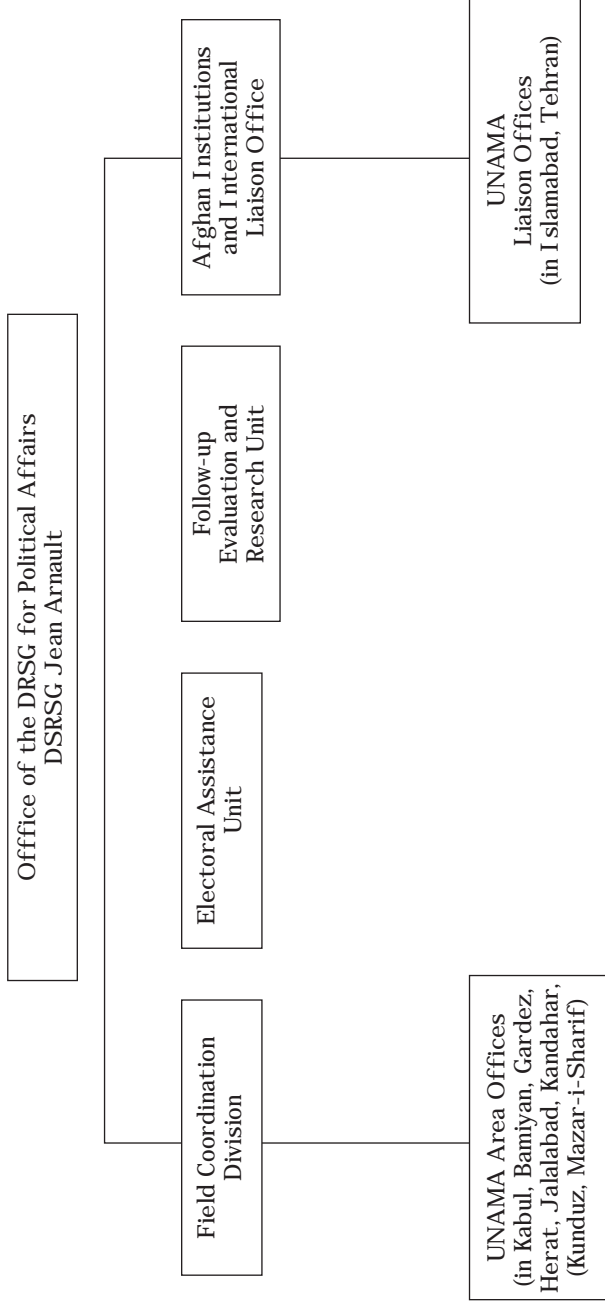 Offfice of the DRSG for Political Affairs
DSRSG Jean Arnault
Field Coordination
Division
Electoral Assistance
Unit
Follow-up
Evaluation and
Research Unit
Afghan Institutions
and International
Liaison Office
UNAMA Area Offices
(in Kabul, Bamiyan, Gardez,
Herat, Jalalabad, Kandahar,
(Kunduz, Mazar-i-Sharif)
UNAMA
Liaison Offices
(in Islamabad, Tehran)